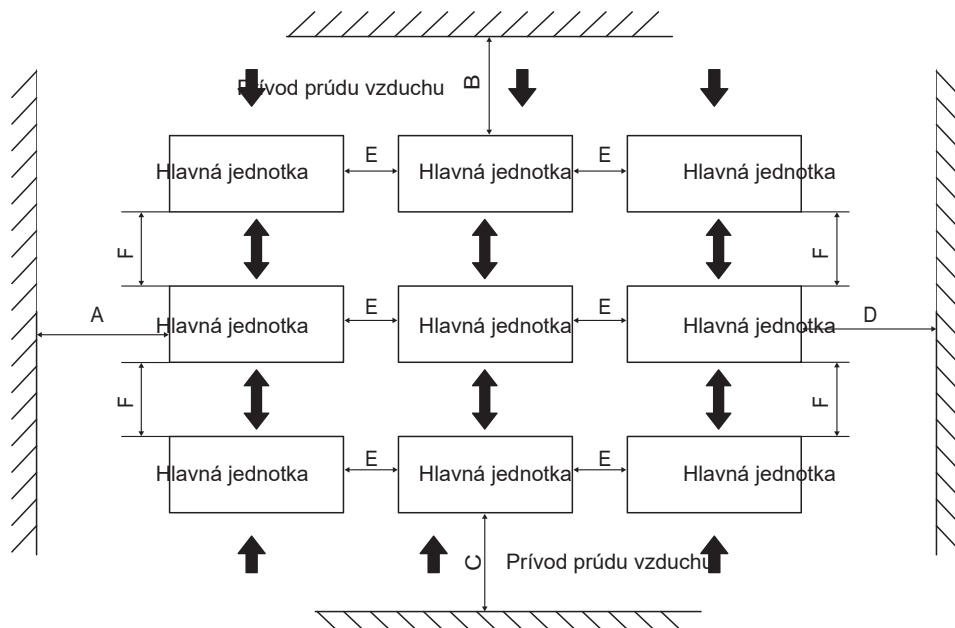 B
Prívod prúdu vzduchu
E
E
Hlavná jednotka
Hlavná jednotka
Hlavná jednotka
F
F
E
E
A
D
Hlavná jednotka
Hlavná jednotka
Hlavná jednotka
F
F
E
E
Hlavná jednotka
Hlavná jednotka
Hlavná jednotka
C
Prívod prúdu vzduchu